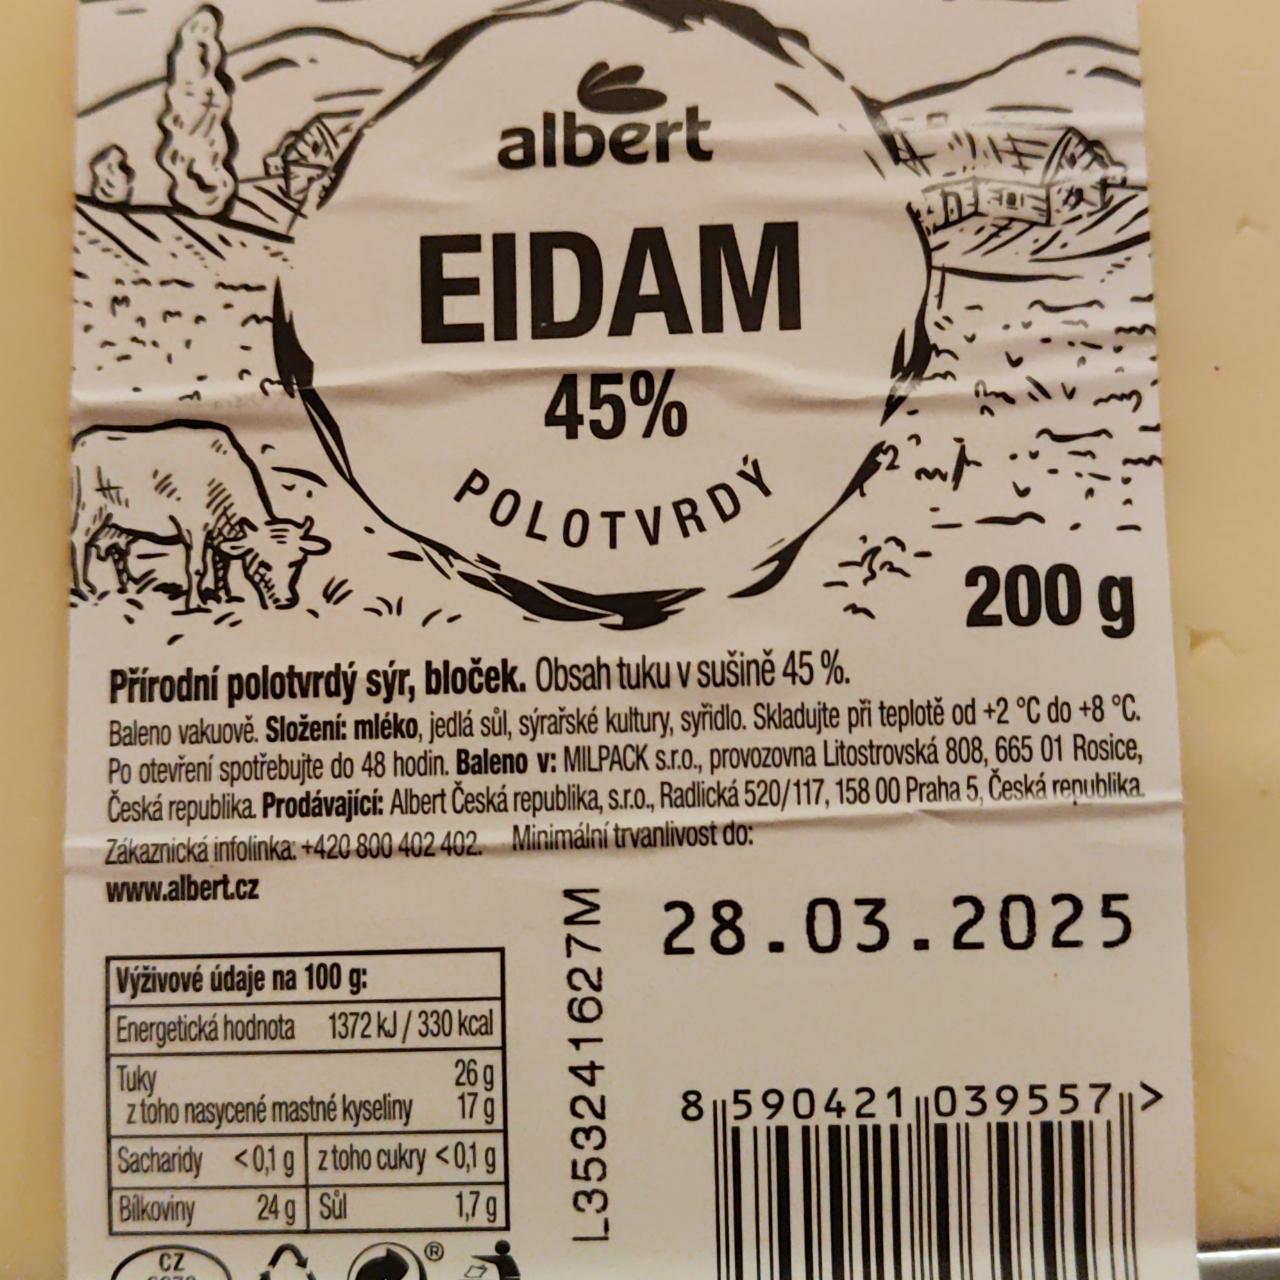 albert
EIDAM
45%
POLOTVRDÝ
200 g
Přírodní polotvrdý sýr, bloček. Obsah tuku v sušině 45 %.
Baleno vakuově. Složení: mléko, jedlá sůl, sýrařské kultury, syřidlo. Skladujte při teplotě od +2 °C do +8 °C.
Po otevření spotřebujte do 48 hodin. Baleno v: MILPACK s.r.o., provozovna Litostrovská 808, 665 01 Rosice,
Česká republika. Prodávající: Albert Česká republika, s.r.o., Radlická 520/117, 158 00 Praha 5, Česká republika.
Zákaznická infolinka: +420 800 402 402. Minimální trvanlivost do:
www.albert.cz
28.03.2025
L353241627M
Výživové údaje na 100 g:
Energetická hodnota 1372 kJ / 330 kcal
Tuky 26 g
z toho nasycené mastné kyseliny 17 g
Sacharidy <0,1 g z toho cukry <0,1 g
Bílkoviny 24 g Sůl 1,7 g
8 590421 039557 >
CZ
®